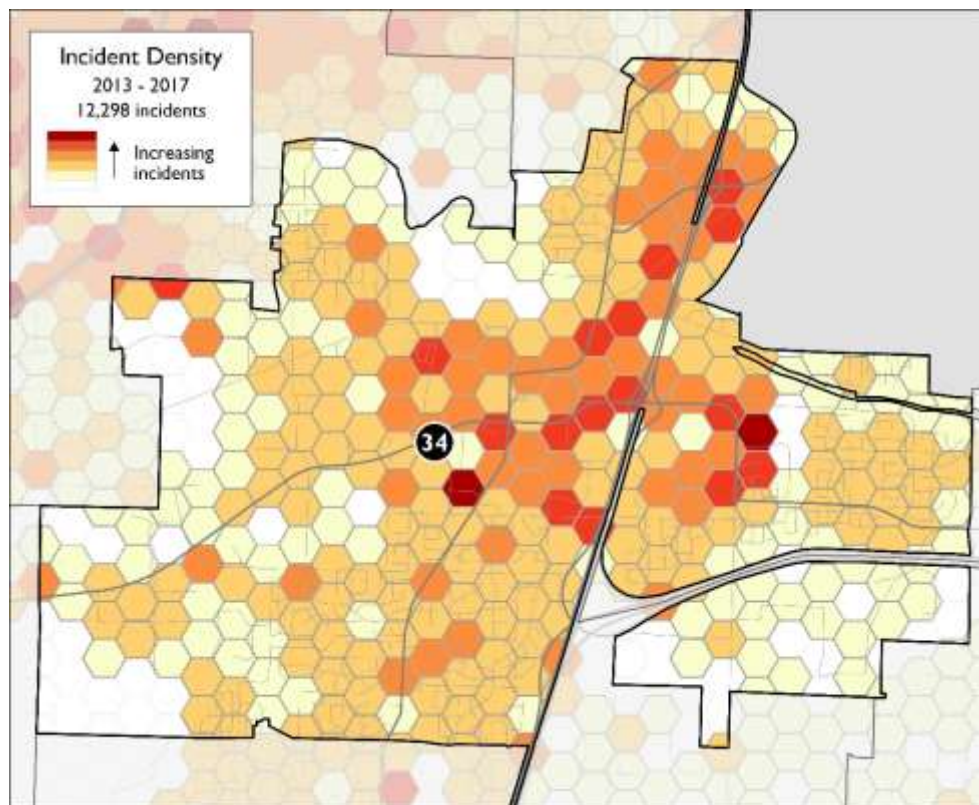 Incident Density
2013 - 2017
12,298 incidents
Increasing
incidents
34